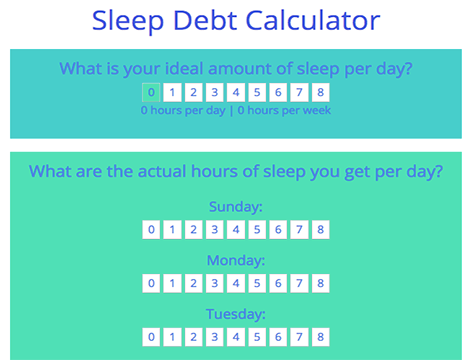 Sleep Debt Calculator
What is your ideal amount of sleep per day?
0 1 2 3 4 5 6 7 8
0 hours per day | 0 hours per week
What are the actual hours of sleep you get per day?
Sunday:
0 1 2 3 4 5 6 7 8
Monday:
0 1 2 3 4 5 6 7 8
Tuesday:
0 1 2 3 4 5 6 7 8